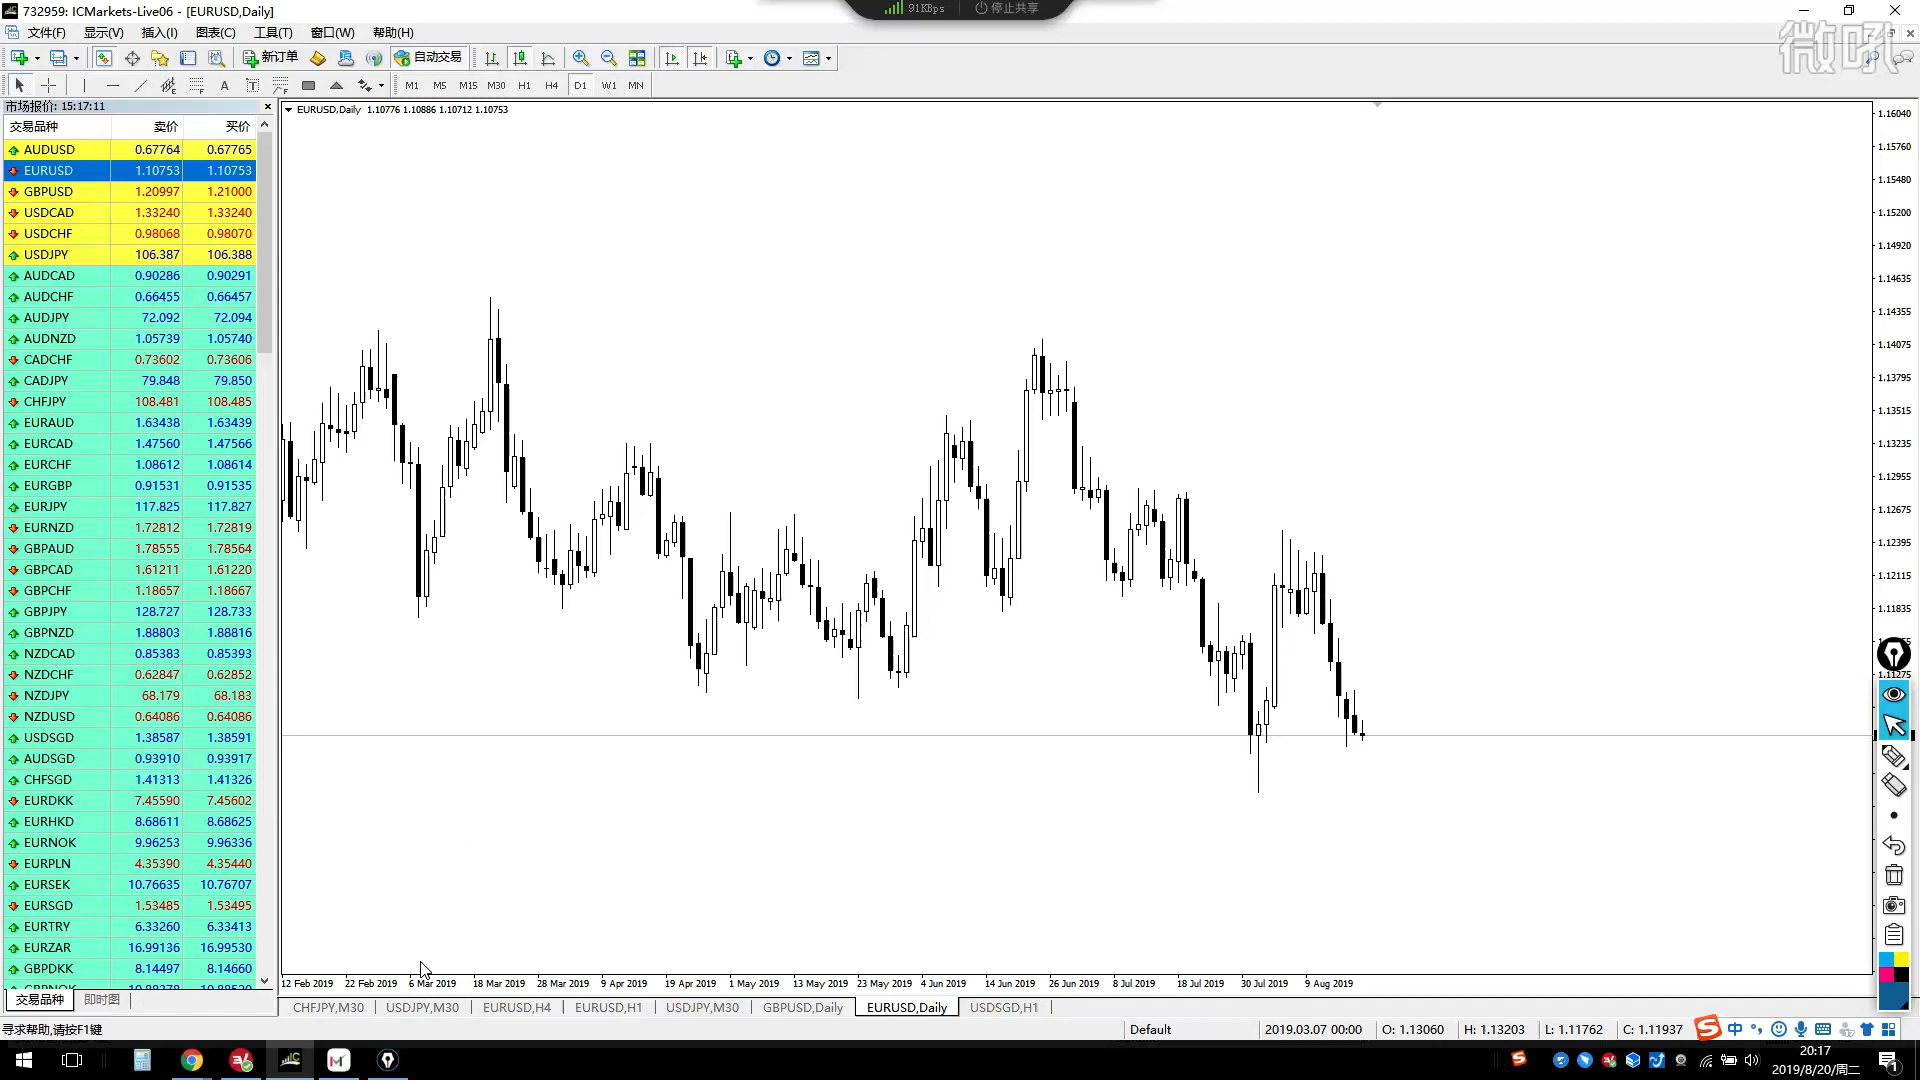 732959: ICMarkets-Live06 - [EURUSD,Daily]
91KBps
停止共享
文件(F) 显示(V) 插入(I) 图表(C) 工具(T) 窗口(W) 帮助(H)
微吼
新订单 自动交易
A T M1 M5 M15 M30 H1 H4 D1 W1 MN
市场报价: 15:17:11
交易品种 卖价 买价
AUDUSD 0.67764 0.67765
EURUSD 1.10753 1.10753
GBPUSD 1.20997 1.21000
USDCAD 1.33240 1.33240
USDCHF 0.98068 0.98070
USDJPY 106.387 106.388
AUDCAD 0.90286 0.90291
AUDCHF 0.66455 0.66457
AUDJPY 72.092 72.094
AUDNZD 1.05739 1.05740
CADCHF 0.73602 0.73606
CADJPY 79.848 79.850
CHFJPY 108.481 108.485
EURAUD 1.63438 1.63439
EURCAD 1.47560 1.47566
EURCHF 1.08612 1.08614
EURGBP 0.91531 0.91535
EURJPY 117.825 117.827
EURNZD 1.72812 1.72819
GBPAUD 1.78555 1.78564
GBPCAD 1.61211 1.61220
GBPCHF 1.18657 1.18667
GBPJPY 128.727 128.733
GBPNZD 1.88803 1.88816
NZDCAD 0.85383 0.85393
NZDCHF 0.62847 0.62852
NZDJPY 68.179 68.183
NZDUSD 0.64086 0.64086
USDSGD 1.38587 1.38591
AUDSGD 0.93910 0.93917
CHFSGD 1.41313 1.41326
EURDKK 7.45590 7.45602
EURHKD 8.68611 8.68625
EURNOK 9.96253 9.96336
EURPLN 4.35390 4.35440
EURSEK 10.76635 10.76707
EURSGD 1.53485 1.53495
EURTRY 6.33260 6.33413
EURZAR 16.99136 16.99530
GBPDKK 8.14497 8.14660
交易品种 即时图
EURUSD,Daily 1.10776 1.10886 1.10712 1.10753
1.16040
1.15760
1.15480
1.15200
1.14920
1.14635
1.14355
1.14075
1.13795
1.13515
1.13235
1.12955
1.12675
1.12395
1.12115
1.11835
1.11275
12 Feb 2019 22 Feb 2019 6 Mar 2019 18 Mar 2019 28 Mar 2019 9 Apr 2019 19 Apr 2019 1 May 2019 13 May 2019 23 May 2019 4 Jun 2019 14 Jun 2019 26 Jun 2019 8 Jul 2019 18 Jul 2019 30 Jul 2019 9 Aug 2019
CHFJPY,M30 USDJPY,M30 EURUSD,H4 EURUSD,H1 USDJPY,M30 GBPUSD,Daily EURUSD,Daily USDSGD,H1
寻求帮助,请按F1键
Default 2019.03.07 00:00 O: 1.13060 H: 1.13203 L: 1.11762 C: 1.11937
中
20:17
2019/8/20/周二
1